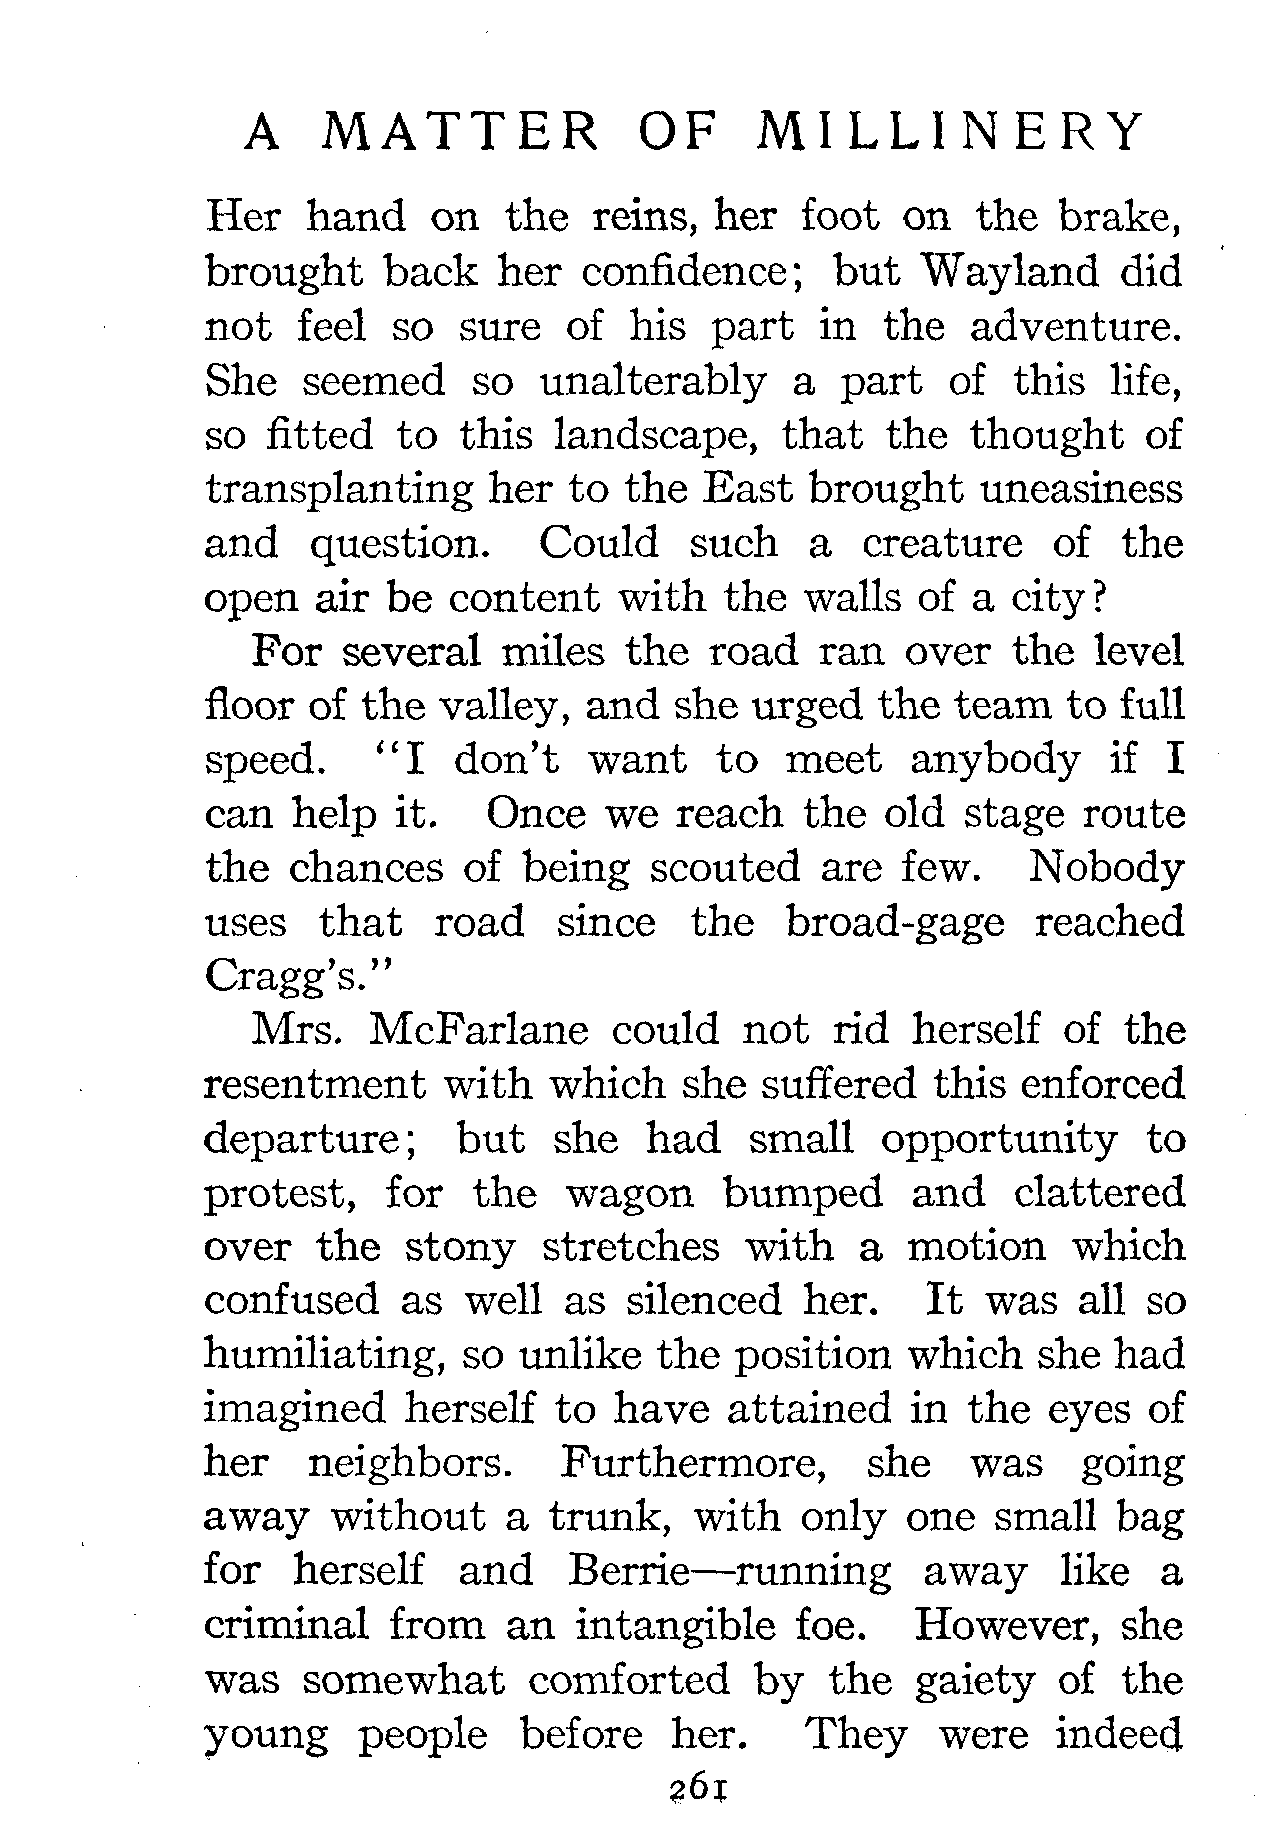 A MATTER OF MILLINERY
Her hand on the reins, her foot on the brake,
brought back her confidence; but Wayland did
not feel so sure of his part in the adventure.
She seemed so unalterably a part of this life,
so fitted to this landscape, that the thought of
transplanting her to the East brought uneasiness
and question. Could such a creature of the
open air be content with the walls of a city?
For several miles the road ran over the level
floor of the valley, and she urged the team to full
speed. "I don't want to meet anybody if I
can help it. Once we reach the old stage route
the chances of being scouted are few. Nobody
uses that road since the broad-gage reached
Cragg's."
Mrs. McFarlane could not rid herself of the
resentment with which she suffered this enforced
departure; but she had small opportunity to
protest, for the wagon bumped and clattered
over the stony stretches with a motion which
confused as well as silenced her. It was all so
humiliating, so unlike the position which she had
imagined herself to have attained in the eyes of
her neighbors. Furthermore, she was going
away without a trunk, with only one small bag
for herself and Berrie—running away like a
criminal from an intangible foe. However, she
was somewhat comforted by the gaiety of the
young people before her. They were indeed
261